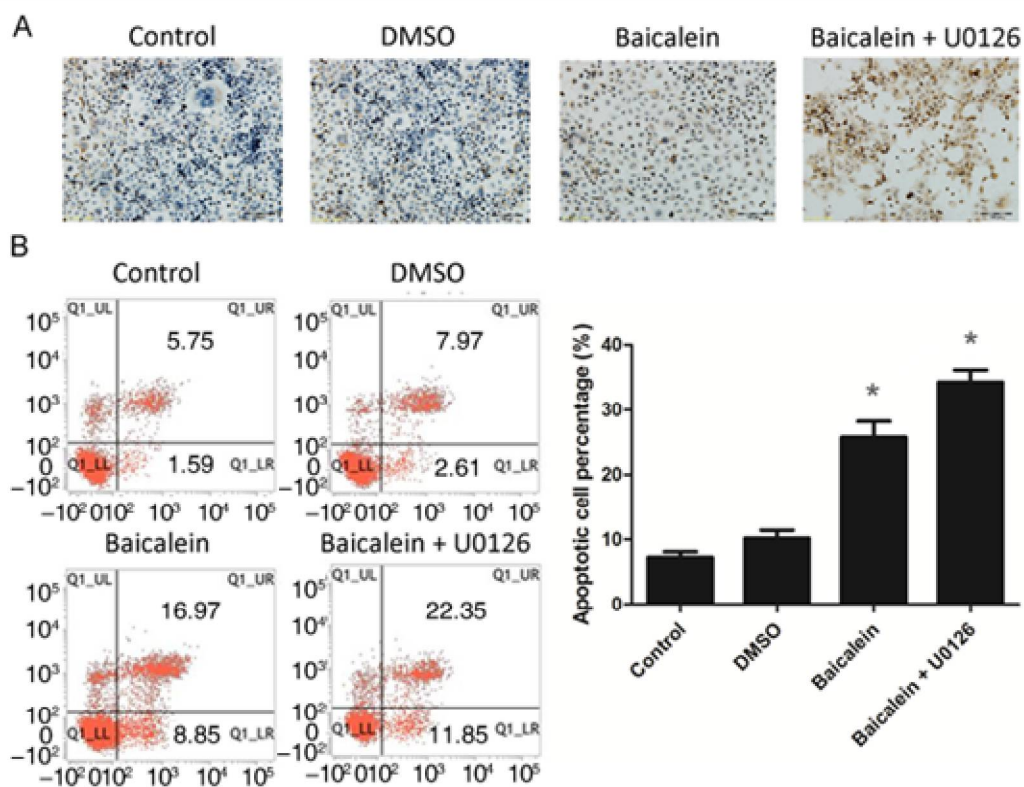 A
Control
DMSO
Baicalein
Baicalein + U0126
B
Control
Q1_UL
Q1_UR
5.75
Q1_LL
1.59
Q1_LR
10⁵
10⁴
10³
10²
0
−10²
−10² 0 10² 10³ 10⁴ 10⁵
DMSO
Q1_UL
Q1_UR
7.97
Q1_LL
2.61
Q1_LR
10⁵
10⁴
10³
10²
0
−10²
−10² 0 10² 10³ 10⁴ 10⁵
Baicalein
Q1_UL
Q1_UR
16.97
Q1_LL
8.85
Q1_LR
10⁵
10⁴
10³
10²
0
−10²
−10² 0 10² 10³ 10⁴ 10⁵
Baicalein + U0126
Q1_UL
Q1_UR
22.35
Q1_LL
11.85
Q1_LR
10⁵
10⁴
10³
10²
0
−10²
−10² 0 10² 10³ 10⁴ 10⁵
Apoptotic cell percentage (%)
40
30
20
10
0
*
*
Control
DMSO
Baicalein
Baicalein + U0126